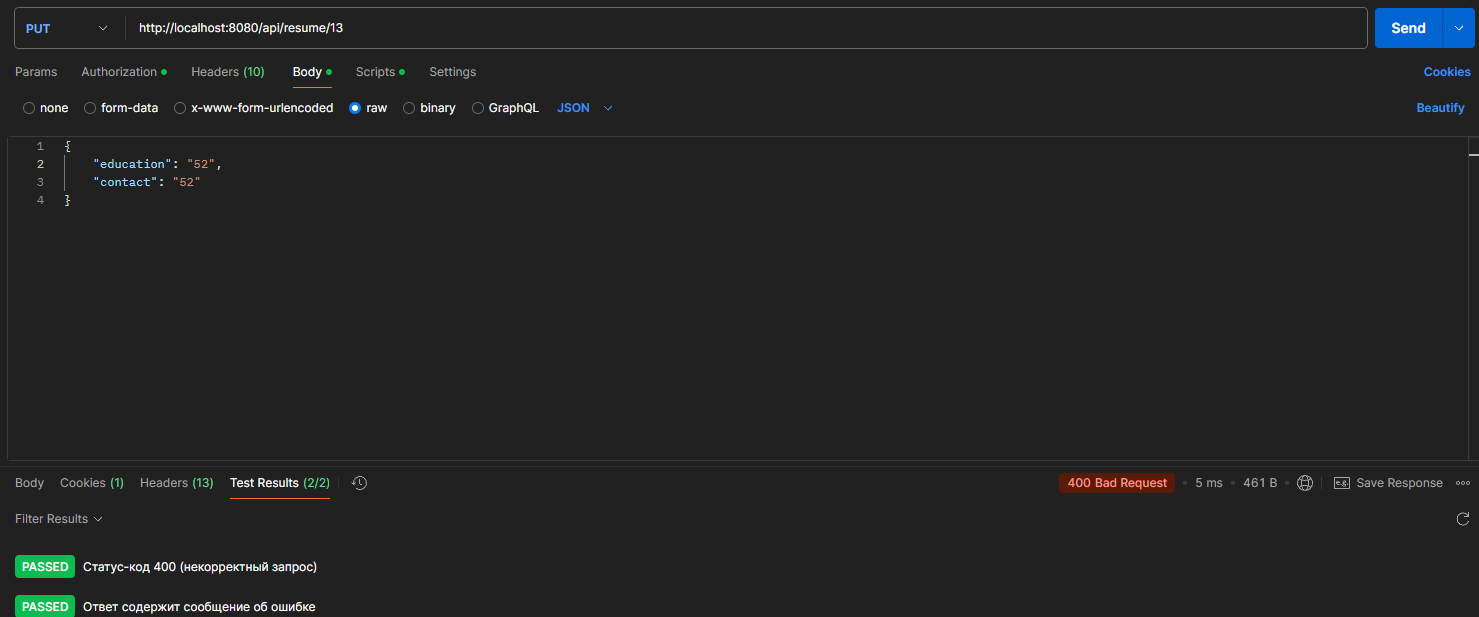 PUT http://localhost:8080/api/resume/13 Send
Params Authorization Headers (10) Body Scripts Settings Cookies
none form-data x-www-form-urlencoded raw binary GraphQL JSON Beautify
1 {
2 "education": "52",
3 "contact": "52"
4 }
Body Cookies (1) Headers (13) Test Results (2/2) 400 Bad Request • 5 ms • 461 B • e.g. Save Response
Filter Results
PASSED Статус-код 400 (некорректный запрос)
PASSED Ответ содержит сообщение об ошибке